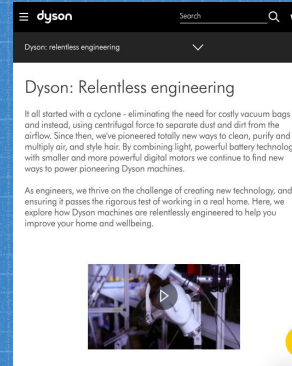 dyson
Search
Dyson: relentless engineering
Dyson: Relentless engineering
It all started with a cyclone - eliminating the need for costly vacuum bags
and instead, using centrifugal force to separate dust and dirt from the
airflow. Since then, we've pioneered totally new ways to clean, purify and
multiply air, and style hair. By combining light, powerful battery
with smaller and more powerful digital motors we continue to find new
ways to power pioneering Dyson machines.
As engineers, we thrive on the challenge of creating new technology, and
ensuring it passes the rigorous test of working in a real home. Here, we
explore how Dyson machines are relentlessly engineered to help you
improve your home and wellbeing.